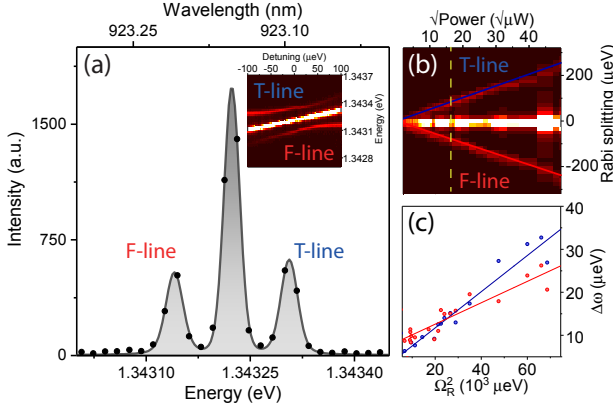 Wavelength (nm)
923.25
923.10
(a)
Detuning (μeV)
-100 -50 0 50 100
T-line
F-line
1.3437
1.3434
1.3431
1.3428
Energy (eV)
1500
750
0
Intensity (a.u.)
F-line
T-line
1.34310
1.34325
1.34340
Energy (eV)
√Power (√μW)
10 20 30 40
(b)
T-line
F-line
200
0
-200
Rabi splittting (μeV)
(c)
40
30
20
10
Δω (μeV)
0 20 40 60
Ω²R (10³ μeV)